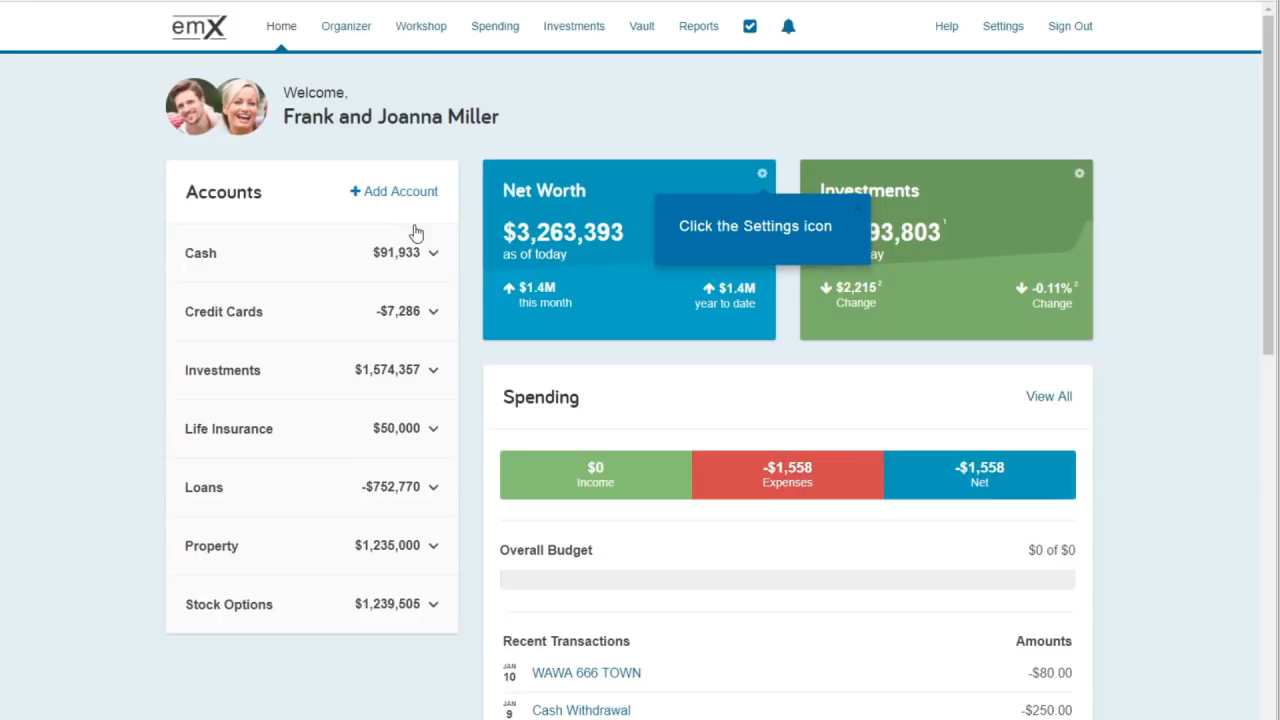 emX Home Organizer Workshop Spending Investments Vault Reports Help Settings Sign Out
Welcome,
Frank and Joanna Miller
Accounts + Add Account
Cash $91,933
Credit Cards -$7,286
Investments $1,574,357
Life Insurance $50,000
Loans -$752,770
Property $1,235,000
Stock Options $1,239,505
Net Worth
$3,263,393
as of today
$1.4M
this month
$1.4M
year to date
Click the Settings icon
Investments
93,803 1
$2,215 2
Change
-0.11% 2
Change
Spending View All
$0
Income
-$1,558
Expenses
-$1,558
Net
Overall Budget $0 of $0
Recent Transactions Amounts
JAN
10 WAWA 666 TOWN -$80.00
JAN
9 Cash Withdrawal -$250.00